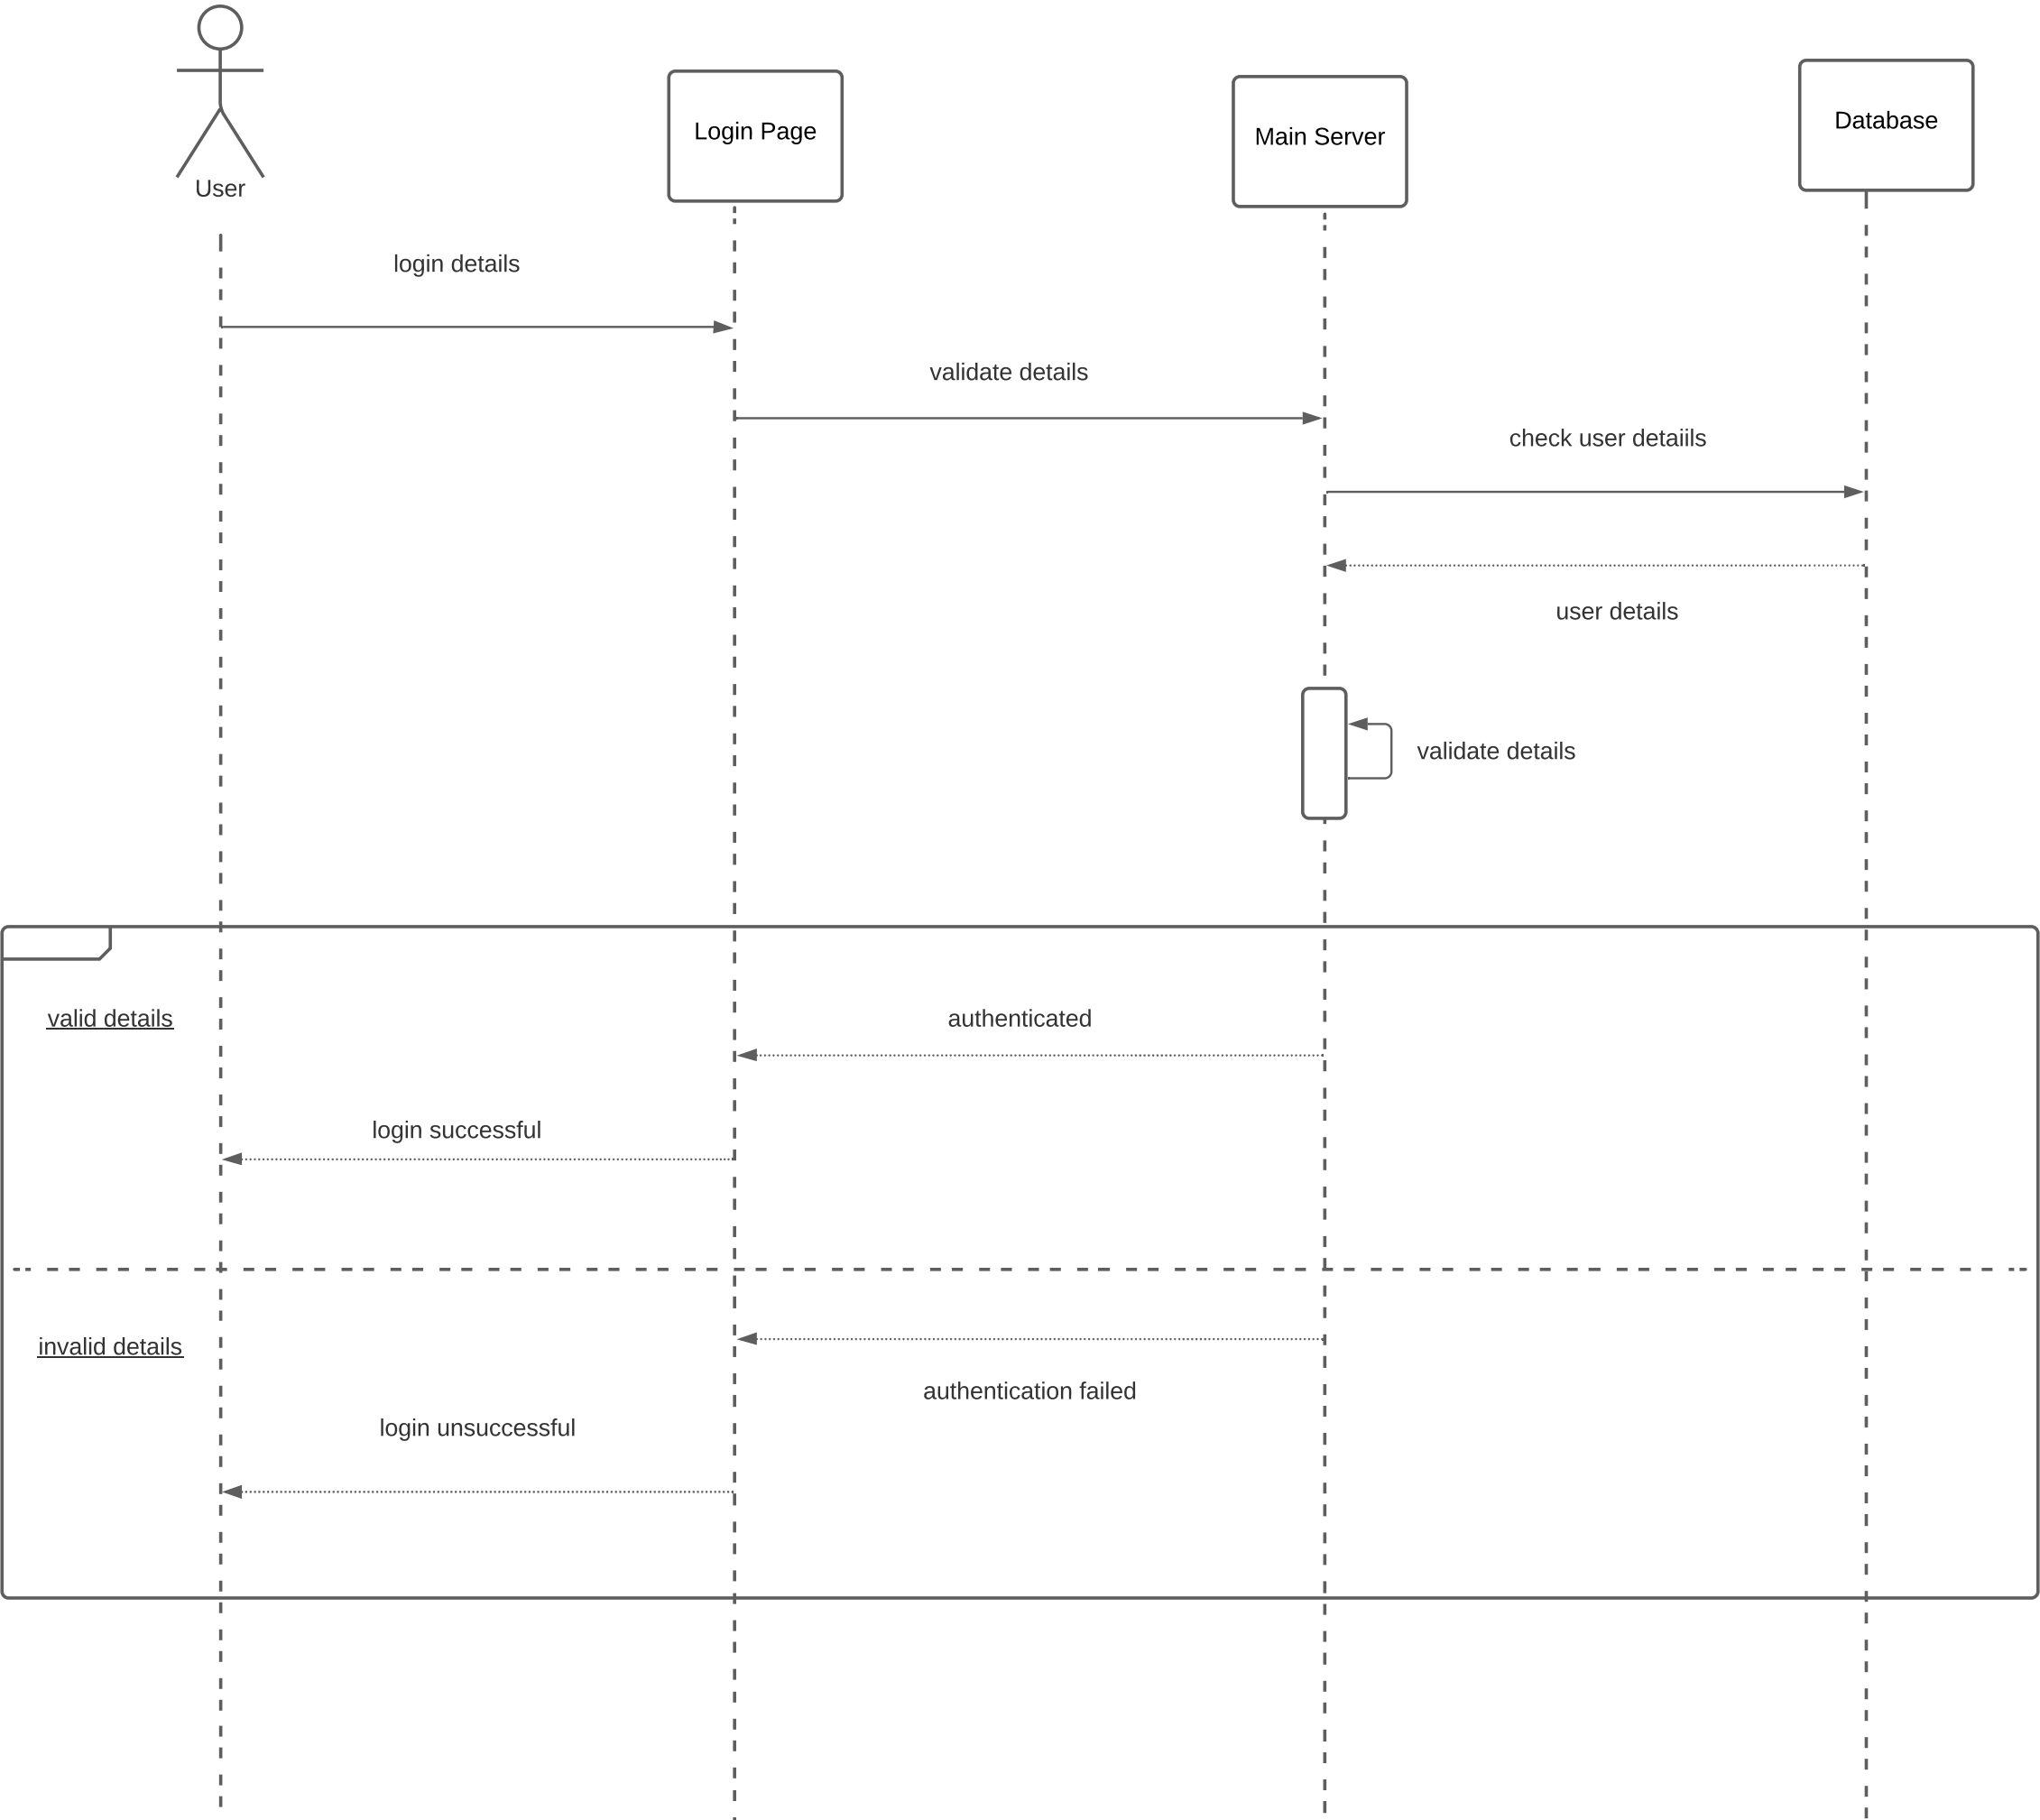 User
Login Page
Main Server
Database
login details
validate details
check user detaiils
user details
validate details
valid details
authenticated
login successful
invalid details
authentication failed
login unsuccessful